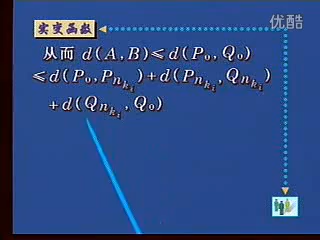 优酷
实变函数
从而 d(A,B)≤d(P₀,Q₀)
≤d(P₀,P_{n_{k_i}})+d(P_{n_{k_i}},Q_{n_{k_i}})
+d(Q_{n_{k_i}},Q₀)